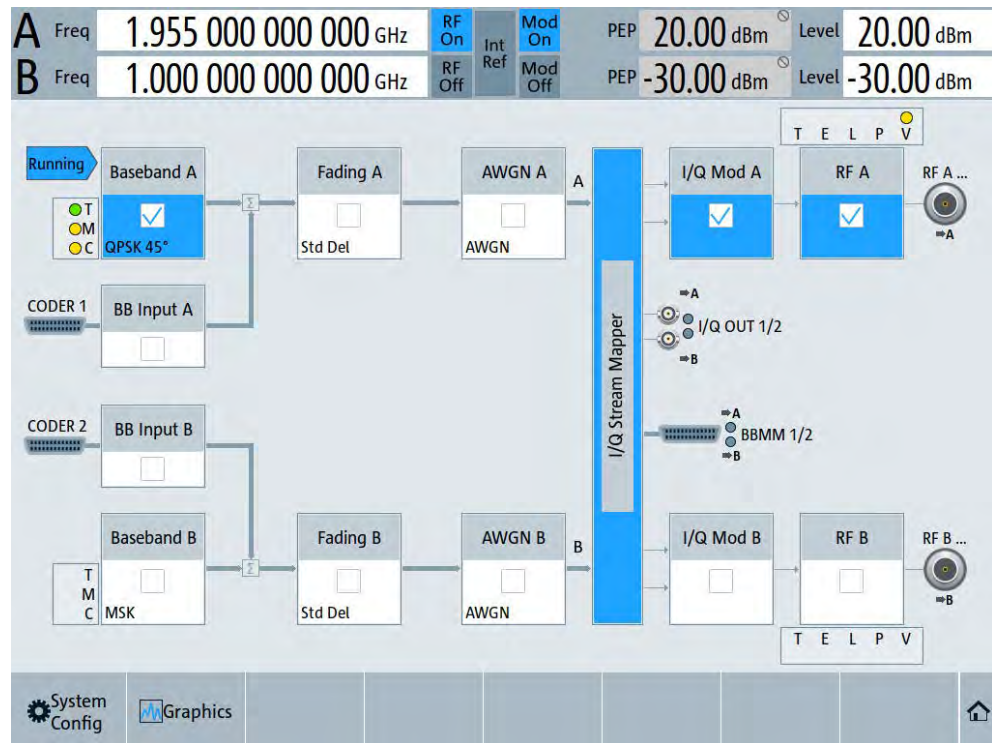 A Freq 1.955 000 000 000 GHz RF On Int Ref Mod On PEP 20.00 dBm Level 20.00 dBm
B Freq 1.000 000 000 000 GHz RF Off Mod Off PEP -30.00 dBm Level -30.00 dBm
T E L P V
Running
Baseband A
Fading A
AWGN A
A
I/Q Mod A
RF A
RF A ...
T
M
C
QPSK 45°
Std Del
AWGN
➡A
CODER 1
BB Input A
➡A
I/Q OUT 1/2
➡B
I/Q Stream Mapper
CODER 2
BB Input B
➡A
BBMM 1/2
➡B
Baseband B
Fading B
AWGN B
B
I/Q Mod B
RF B
RF B ...
Σ
Σ
T
M
C
MSK
Std Del
AWGN
➡B
T E L P V
System Config
Graphics